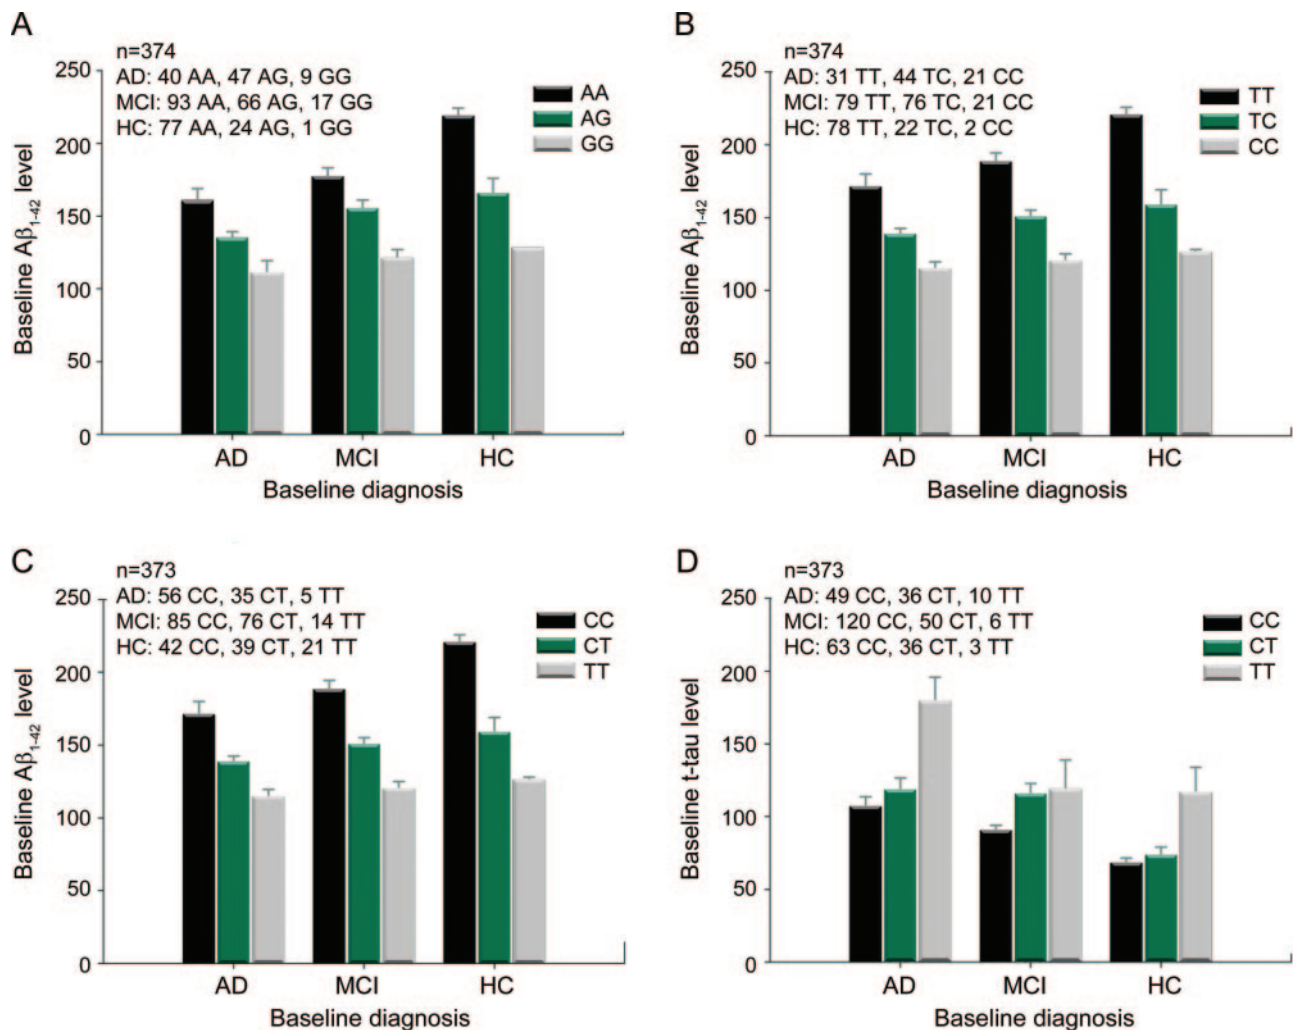 A
n=374
AD: 40 AA, 47 AG, 9 GG
MCI: 93 AA, 66 AG, 17 GG
HC: 77 AA, 24 AG, 1 GG
AA
AG
GG
250
200
150
100
50
0
Baseline Aβ1-42 level
AD MCI HC
Baseline diagnosis
B
n=374
AD: 31 TT, 44 TC, 21 CC
MCI: 79 TT, 76 TC, 21 CC
HC: 78 TT, 22 TC, 2 CC
TT
TC
CC
250
200
150
100
50
0
Baseline Aβ1-42 level
AD MCI HC
Baseline diagnosis
C
n=373
AD: 56 CC, 35 CT, 5 TT
MCI: 85 CC, 76 CT, 14 TT
HC: 42 CC, 39 CT, 21 TT
CC
CT
TT
250
200
150
100
50
0
Baseline Aβ1-42 level
AD MCI HC
Baseline diagnosis
D
n=373
AD: 49 CC, 36 CT, 10 TT
MCI: 120 CC, 50 CT, 6 TT
HC: 63 CC, 36 CT, 3 TT
CC
CT
TT
250
200
150
100
50
0
Baseline t-tau level
AD MCI HC
Baseline diagnosis